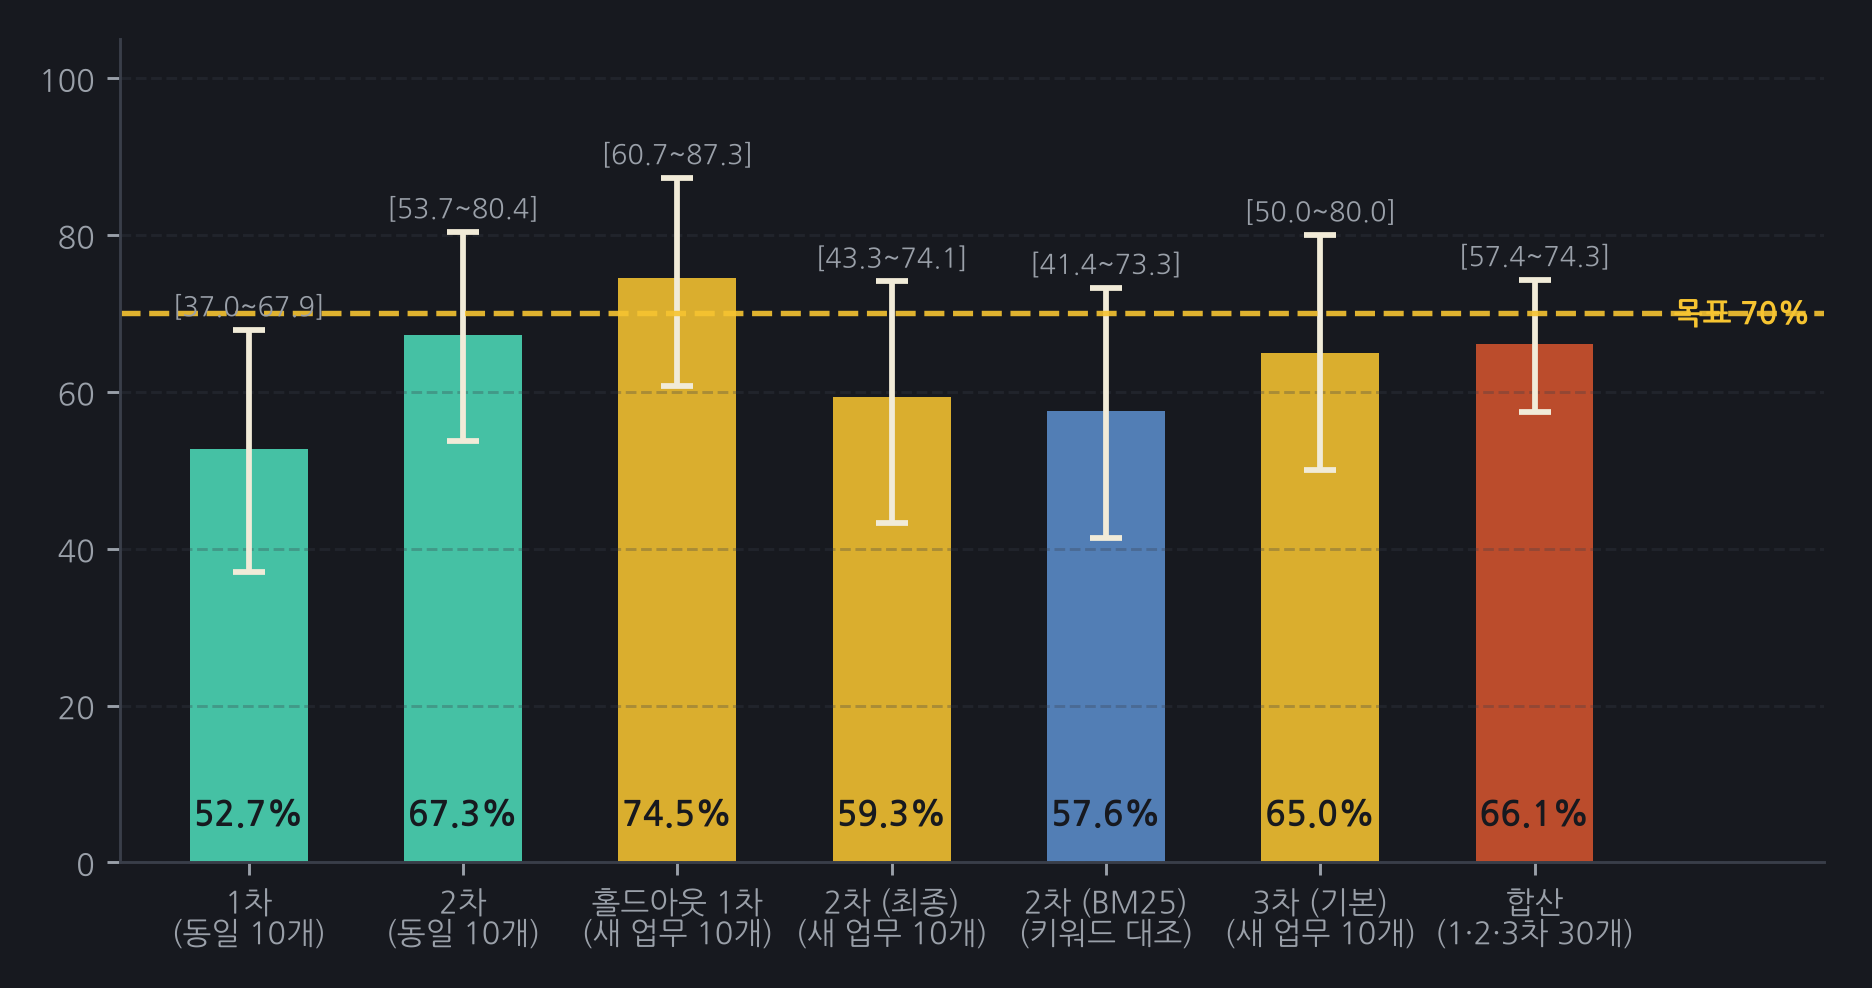 100
80
60
40
20
0
[37.0~67.9]
[53.7~80.4]
[60.7~87.3]
[43.3~74.1]
[41.4~73.3]
[50.0~80.0]
[57.4~74.3]
목표 70%
52.7%
67.3%
74.5%
59.3%
57.6%
65.0%
66.1%
1차
(동일 10개)
2차
(동일 10개)
홀드아웃 1차
(새 업무 10개)
2차 (최종)
(새 업무 10개)
2차 (BM25)
(키워드 대조)
3차 (기본)
(새 업무 10개)
합산
(1·2·3차 30개)